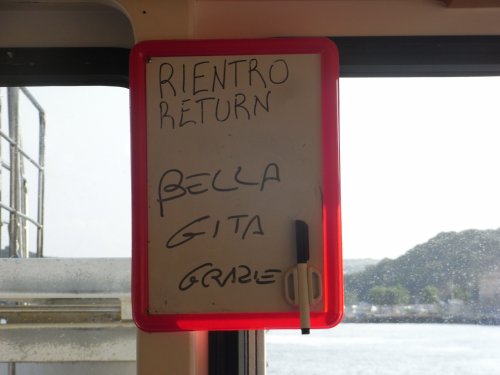 RIENTRO
RETURN
BELLA
GITA
GRAZIE